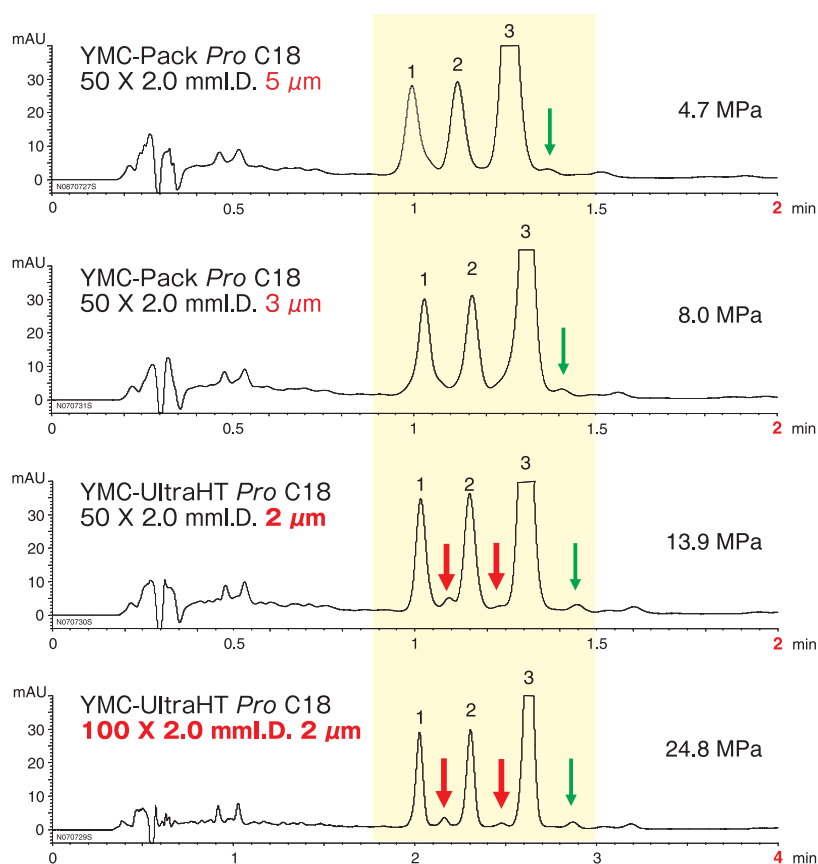 mAU
YMC-Pack Pro C18
50 X 2.0 mmI.D. 5 µm
4.7 MPa
1
2
3
40
30
20
10
0
N0870727S
0
0.5
1
1.5
2
min
mAU
YMC-Pack Pro C18
50 X 2.0 mmI.D. 3 µm
8.0 MPa
1
2
3
30
20
10
0
N070731S
0
0.5
1
1.5
2
min
YMC-UltraHT Pro C18
50 X 2.0 mmI.D. 2 µm
13.9 MPa
mAU
1
2
3
40
30
20
10
0
N070730S
0
0.5
1
1.5
2
min
mAU
YMC-UltraHT Pro C18
100 X 2.0 mmI.D. 2 µm
24.8 MPa
1
2
3
30
20
10
0
N070729S
0
1
2
3
4
min